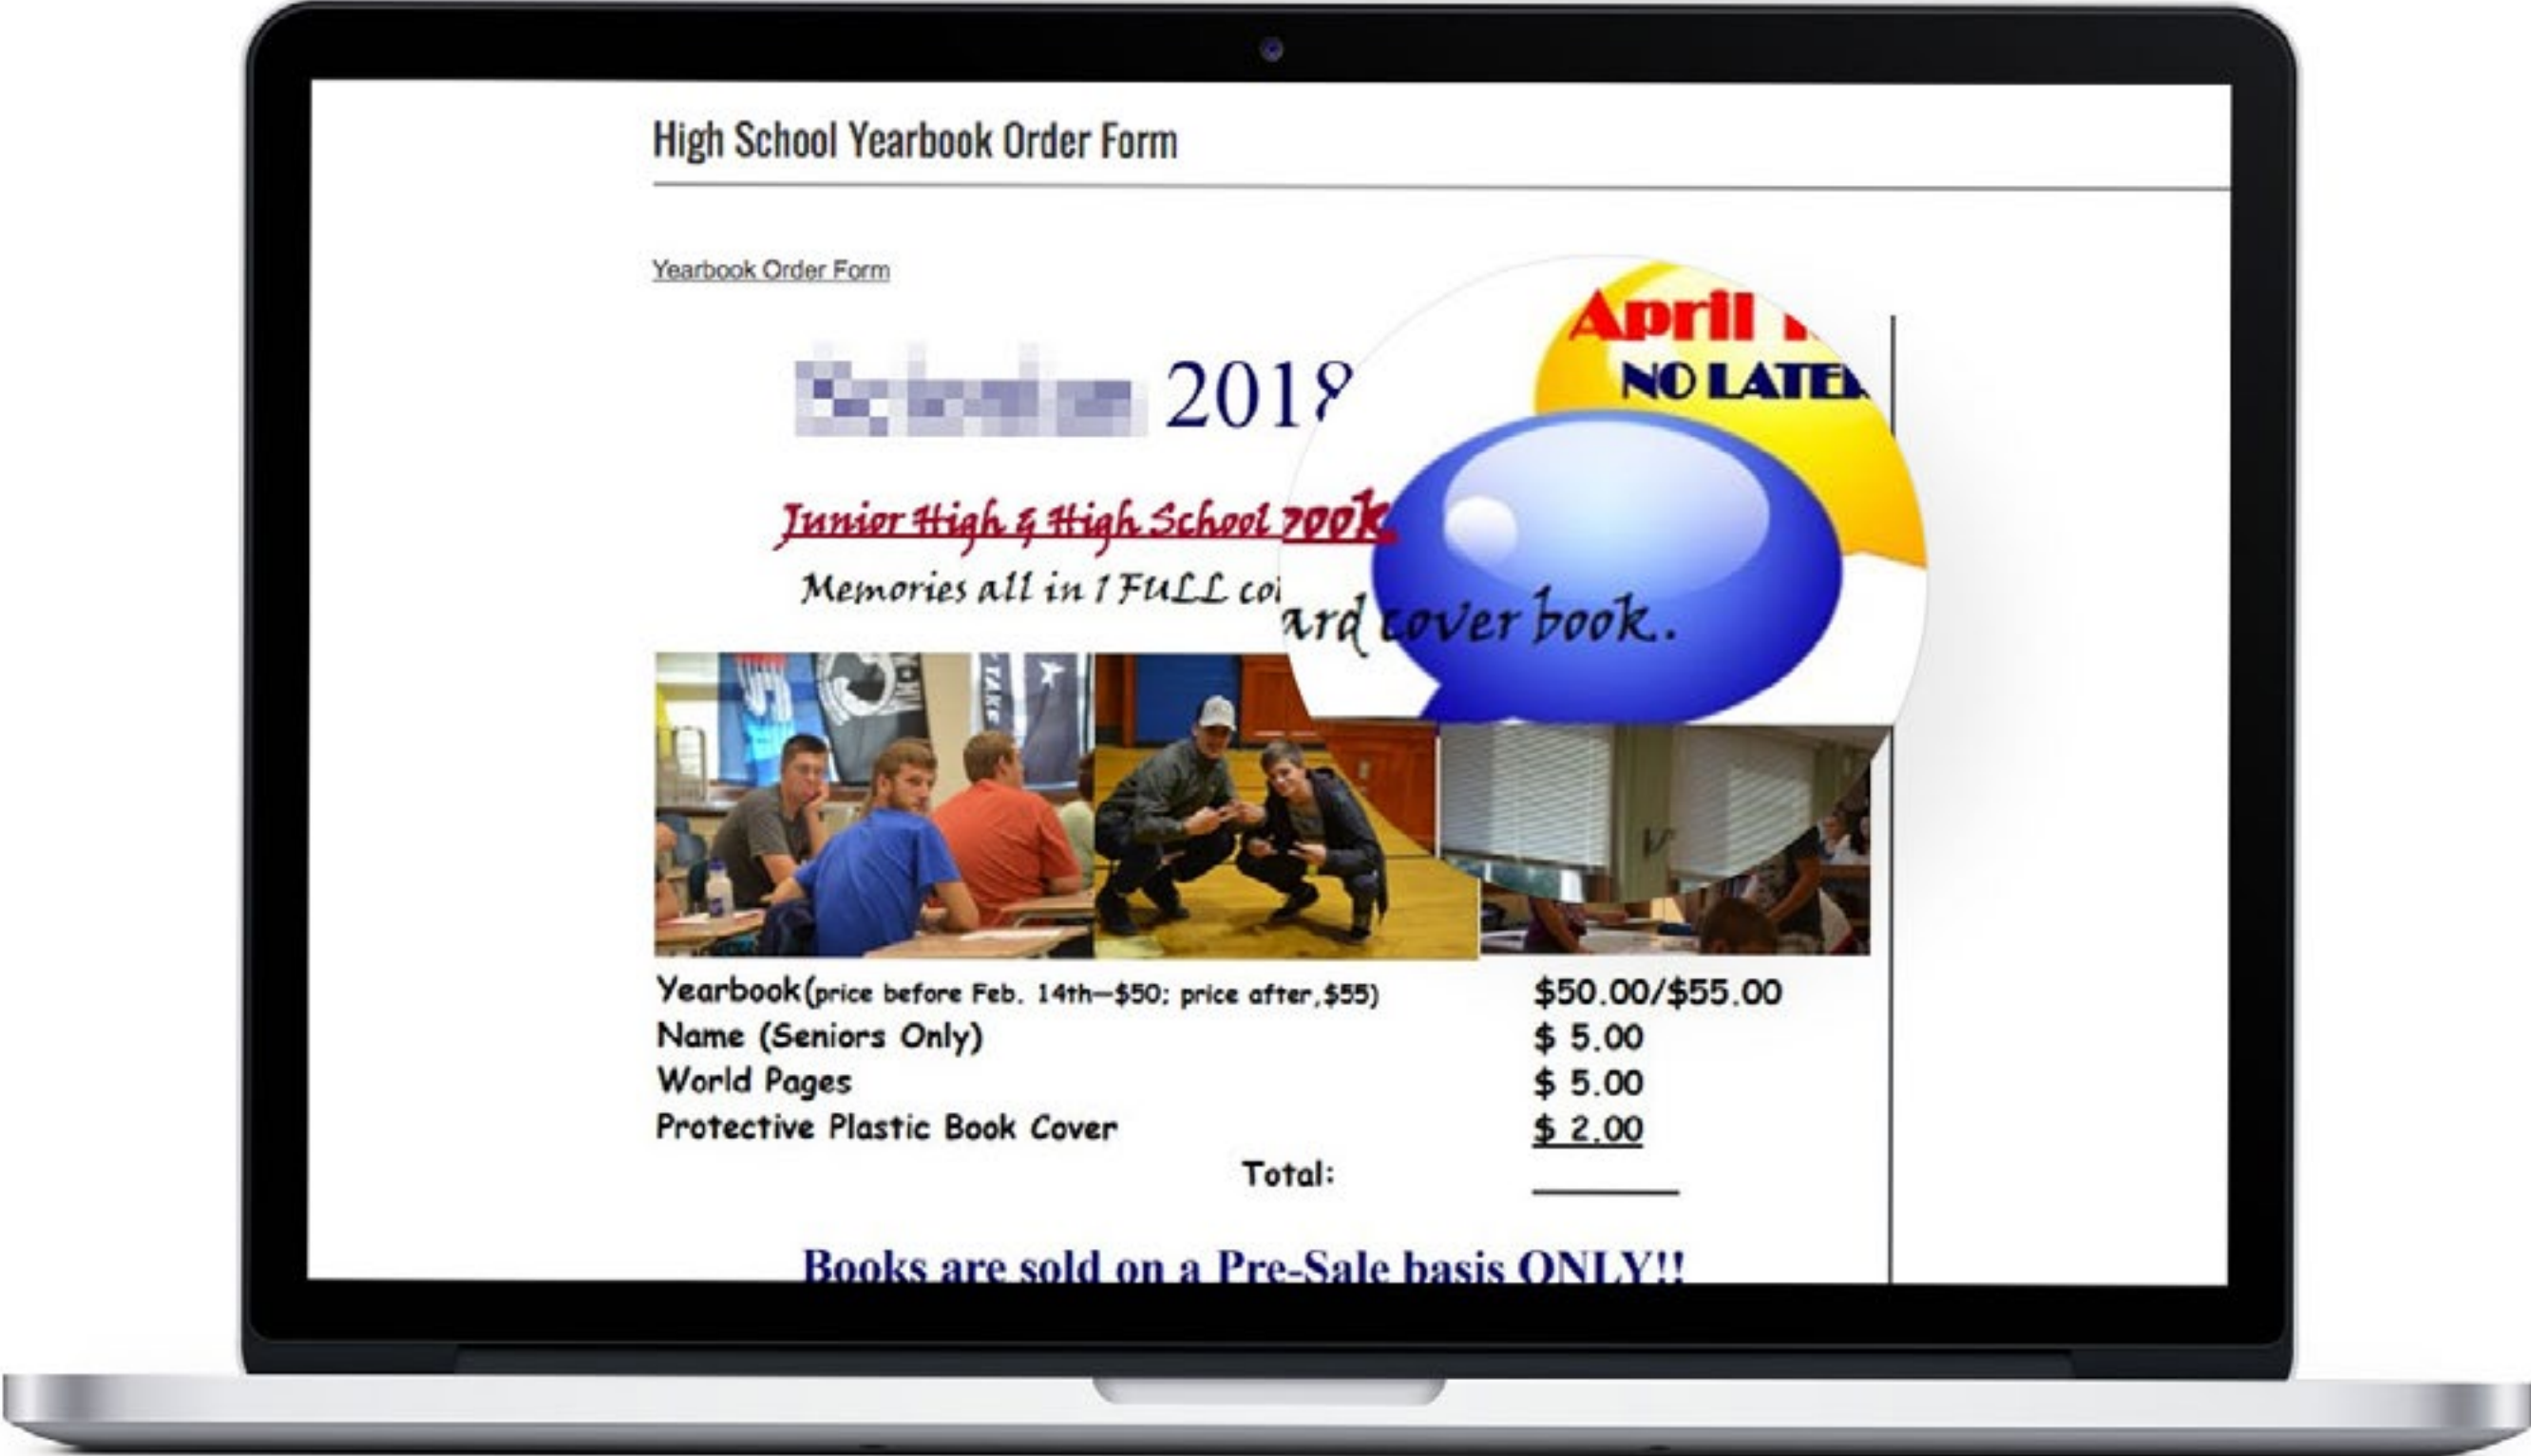 High School Yearbook Order Form
Yearbook Order Form
April
NO LATER
2018
Junior High & High School book.
Memories all in 1 FULL
ard cover book.
Yearbook(price before Feb. 14th—$50; price after,$55) $50.00/$55.00
Name (Seniors Only) $ 5.00
World Pages $ 5.00
Protective Plastic Book Cover $ 2.00
Total:
Books are sold on a Pre-Sale basis ONLY!!